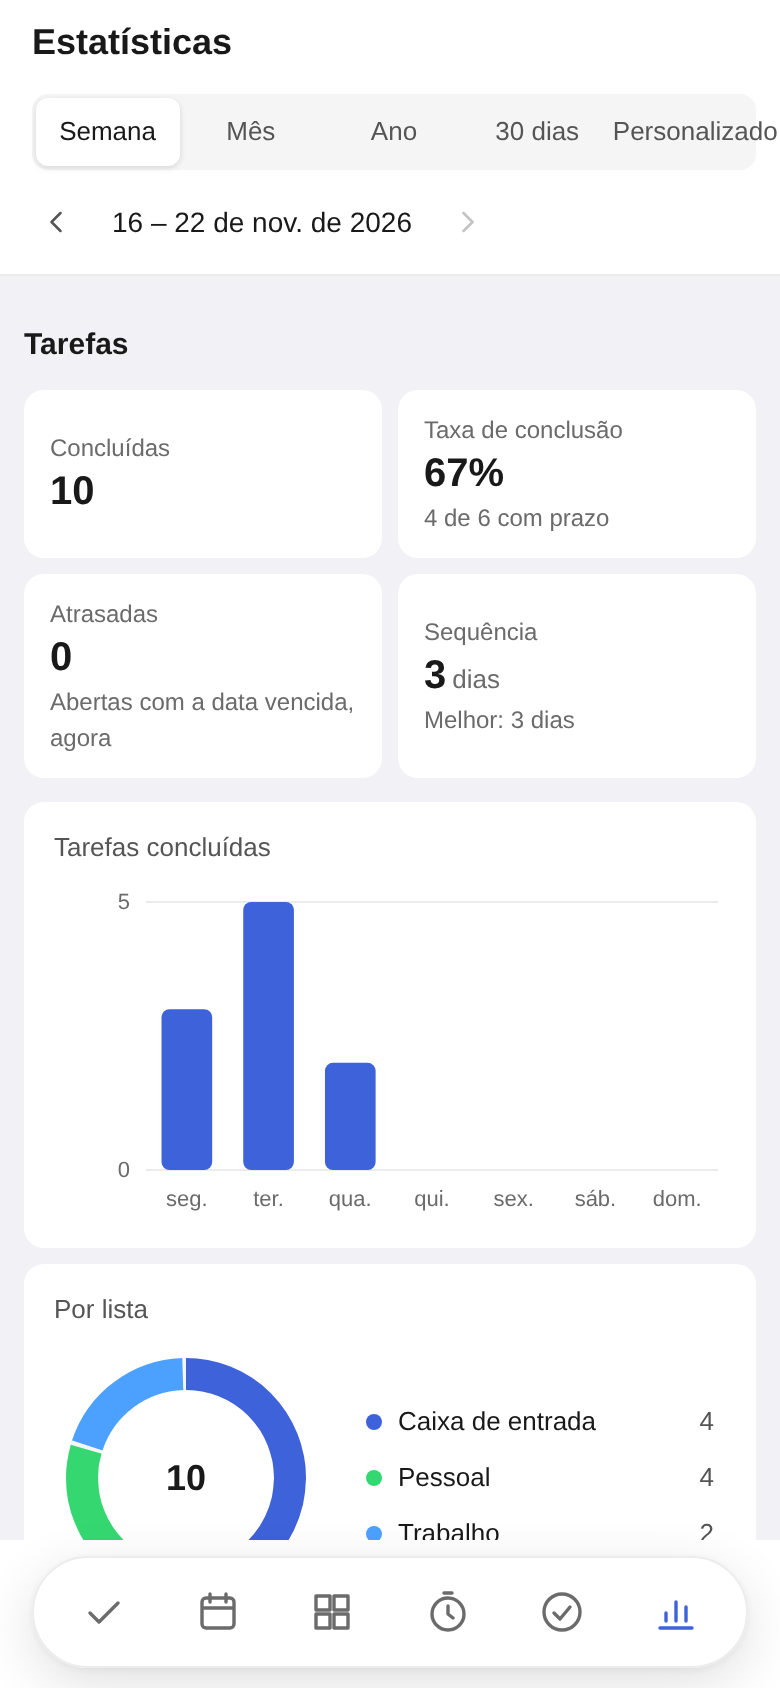 Estatísticas
Semana Mês Ano 30 dias Personalizado
16 – 22 de nov. de 2026
Tarefas
Concluídas
10
Taxa de conclusão
67%
4 de 6 com prazo
Atrasadas
0
Abertas com a data vencida,
agora
Sequência
3 dias
Melhor: 3 dias
Tarefas concluídas
5
0
seg. ter. qua. qui. sex. sáb. dom.
Por lista
10
Caixa de entrada 4
Pessoal 4
Trabalho 2